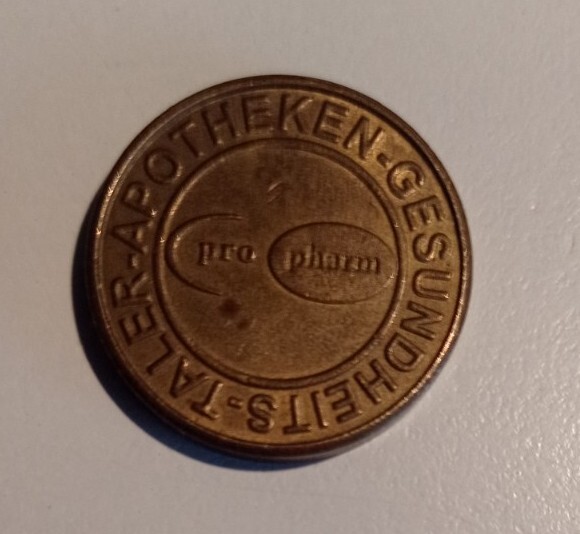 APOTHEKEN-GESUNDHEITS-TALER-
pro pharm